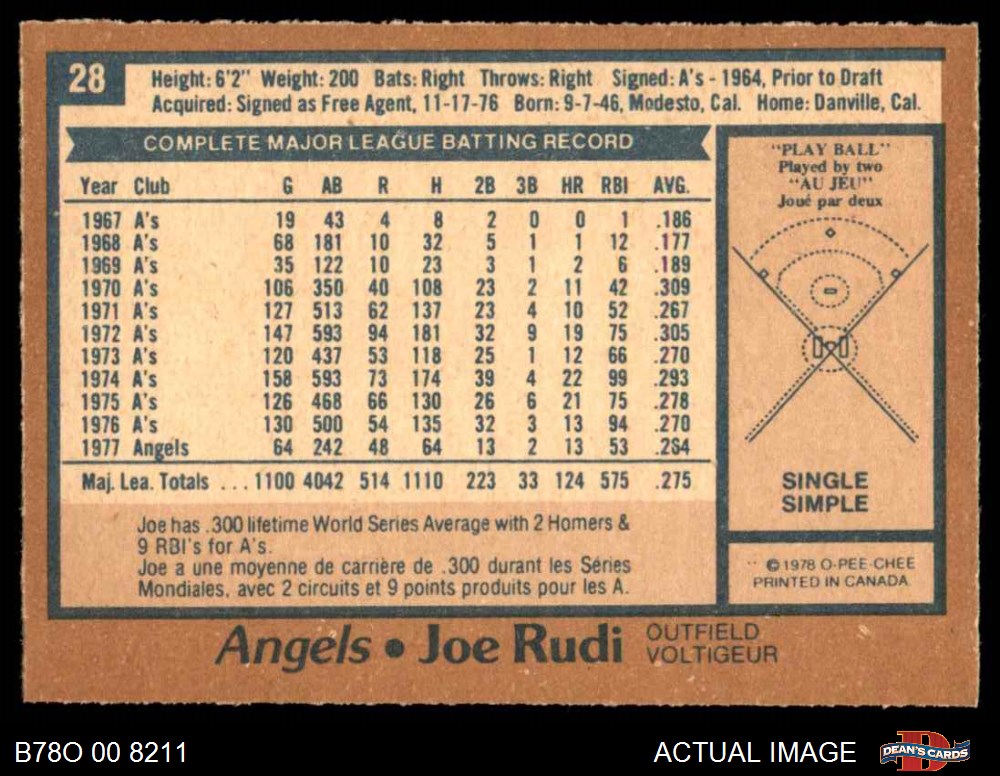 28
Height: 6'2" Weight: 200 Bats: Right Throws: Right Signed: A's - 1964, Prior to Draft
Acquired: Signed as Free Agent, 11-17-76 Born: 9-7-46, Modesto, Cal. Home: Danville, Cal.
COMPLETE MAJOR LEAGUE BATTING RECORD
Year Club G AB R H 2B 3B HR RBI AVG.
1967 A's 19 43 4 8 2 0 0 1 .186
1968 A's 68 181 10 32 5 1 1 12 .177
1969 A's 35 122 10 23 3 1 2 6 .189
1970 A's 106 350 40 108 23 2 11 42 .309
1971 A's 127 513 62 137 23 4 10 52 .267
1972 A's 147 593 94 181 32 9 19 75 .305
1973 A's 120 437 53 118 25 1 12 66 .270
1974 A's 158 593 73 174 39 4 22 99 .293
1975 A's 126 468 66 130 26 6 21 75 .278
1976 A's 130 500 54 135 32 3 13 94 .270
1977 Angels 64 242 48 64 13 2 13 53 .264
Maj. Lea. Totals ... 1100 4042 514 1110 223 33 124 575 .275
Joe has .300 lifetime World Series Average with 2 Homers &
9 RBI's for A's.
Joe a une moyenne de carrière de .300 durant les Séries
Mondiales, avec 2 circuits et 9 points produits pour les A.
"PLAY BALL"
Played by two
"AU JEU"
Joué par deux
SINGLE
SIMPLE
©1978 O-PEE-CHEE
PRINTED IN CANADA
Angels • Joe Rudi OUTFIELD
VOLTIGEUR
B78O 00 8211
ACTUAL IMAGE
DEAN'S CARDS